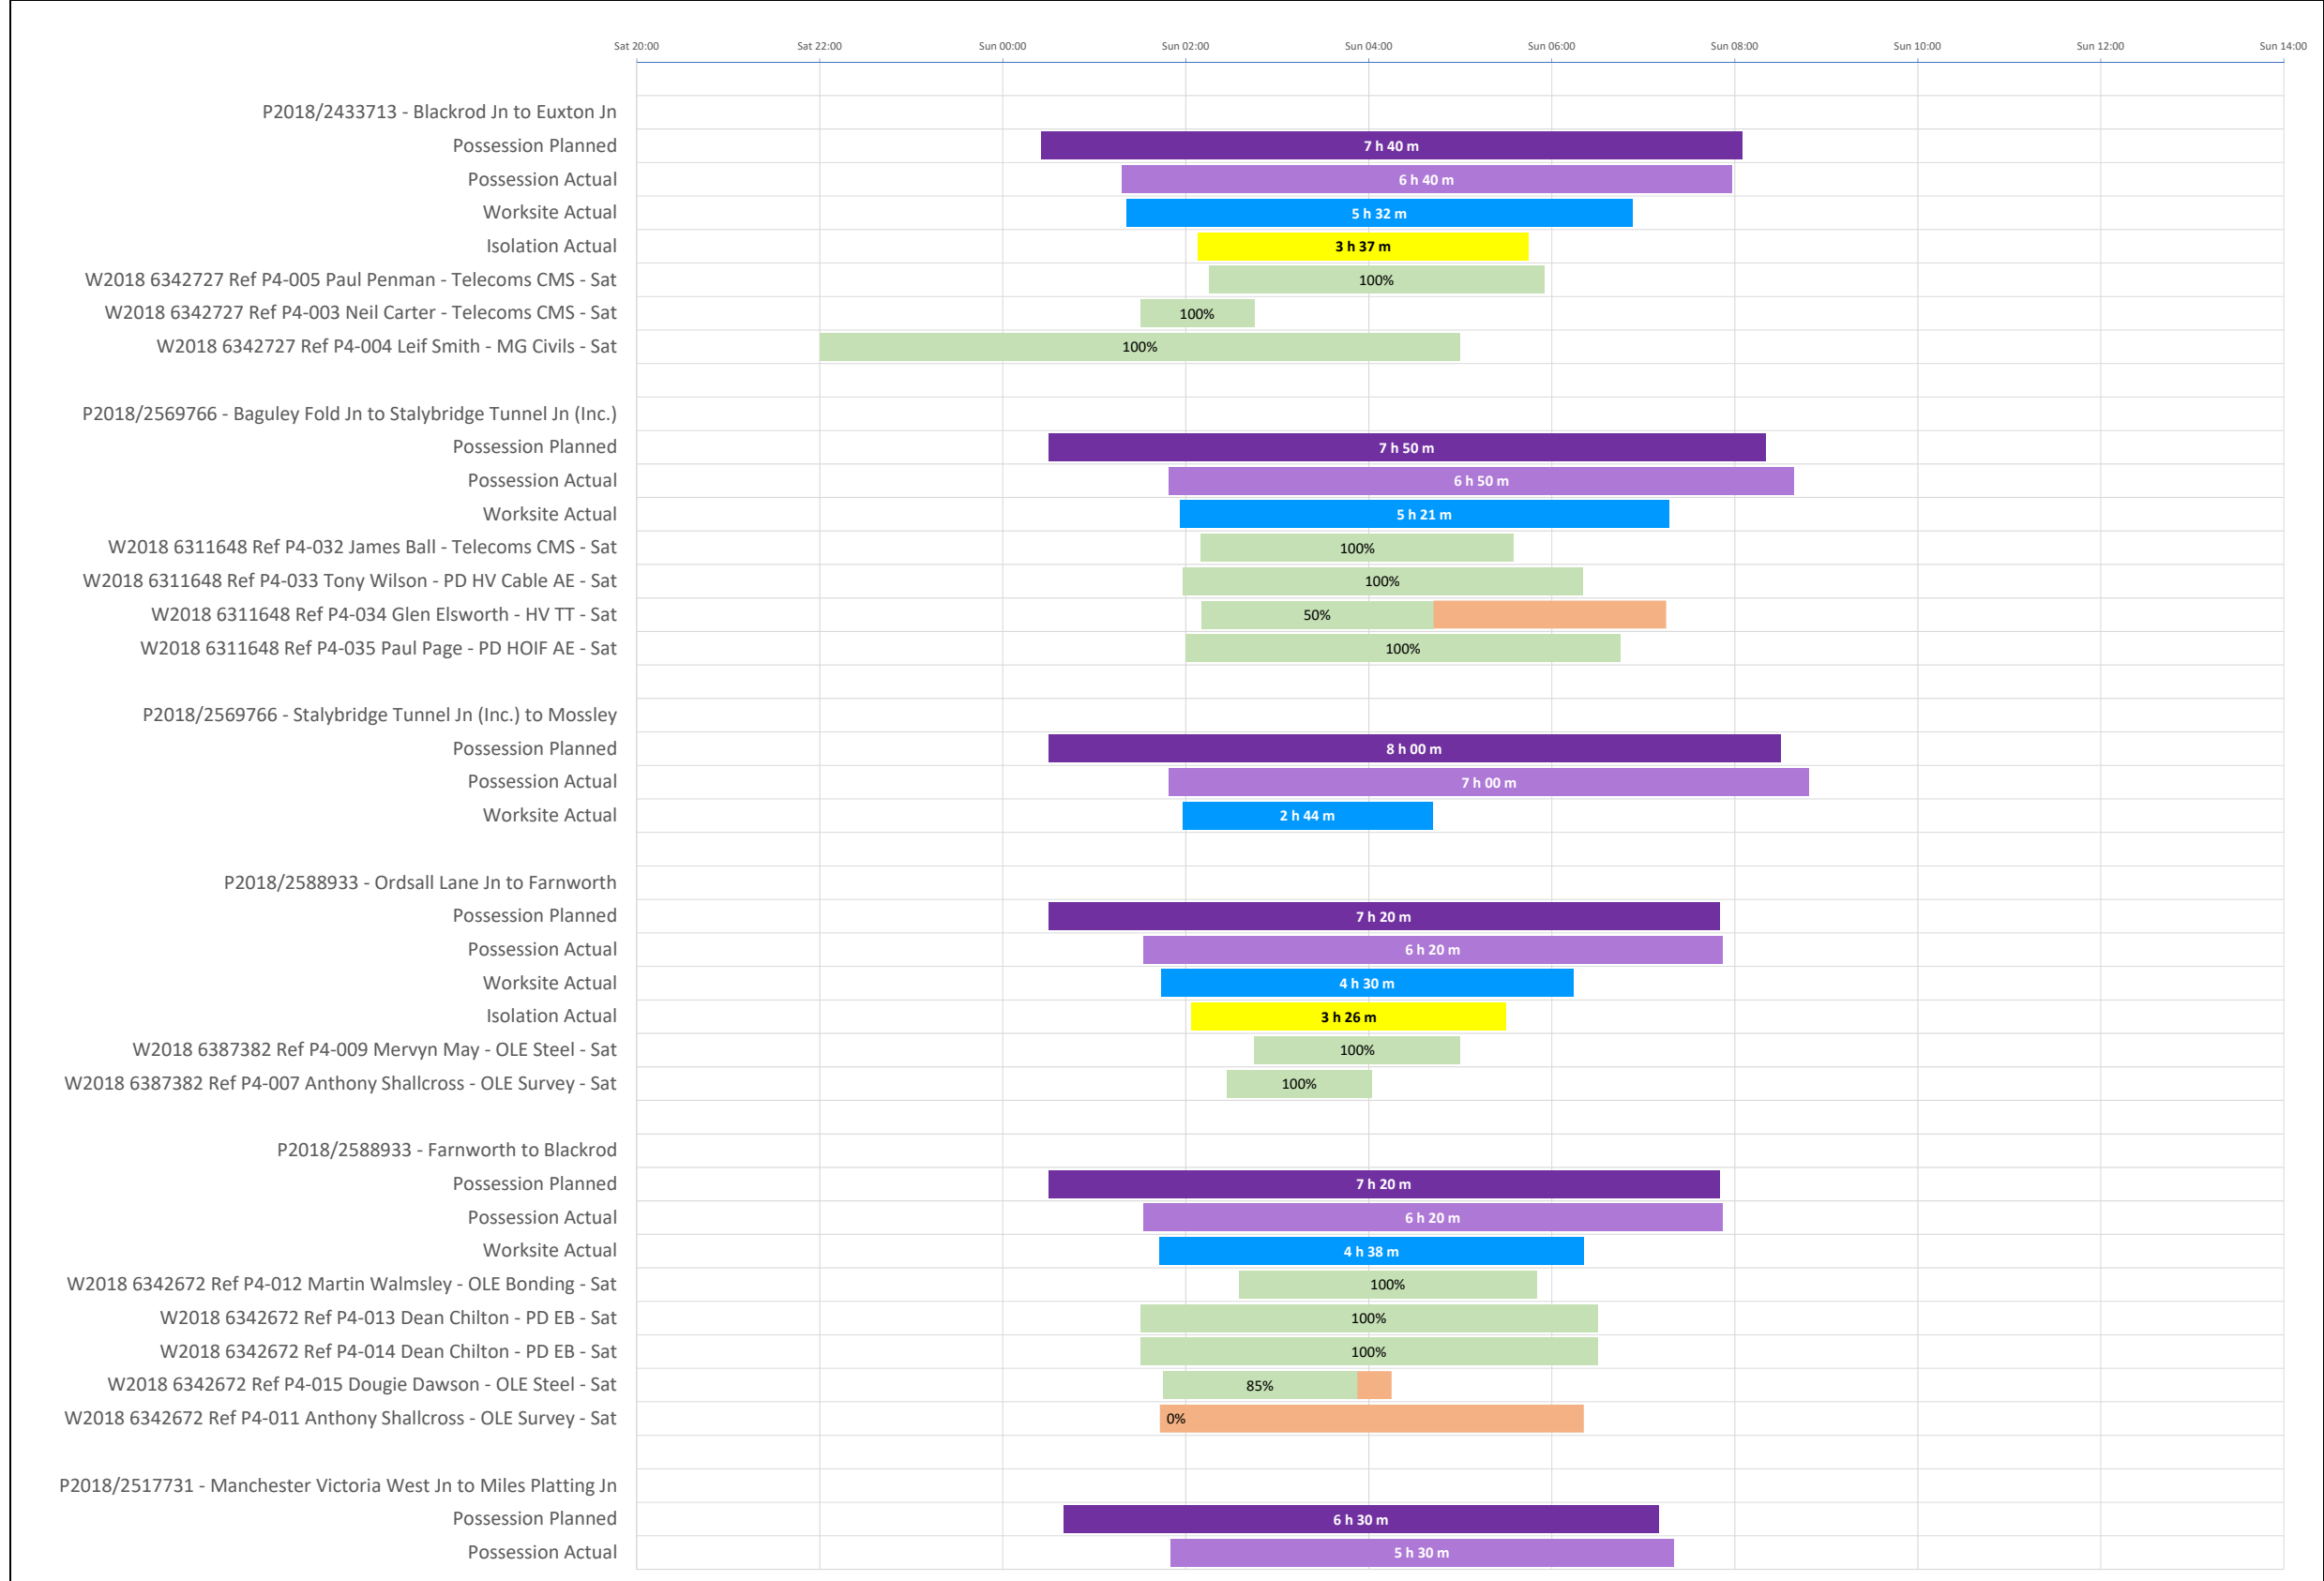 Sat 20:00 Sat 22:00 Sun 00:00 Sun 02:00 Sun 04:00 Sun 06:00 Sun 08:00 Sun 10:00 Sun 12:00 Sun 14:00
P2018/2433713 - Blackrod Jn to Euxton Jn
Possession Planned 7 h 40 m
Possession Actual 6 h 40 m
Worksite Actual 5 h 32 m
Isolation Actual 3 h 37 m
W2018 6342727 Ref P4-005 Paul Penman - Telecoms CMS - Sat 100%
W2018 6342727 Ref P4-003 Neil Carter - Telecoms CMS - Sat 100%
W2018 6342727 Ref P4-004 Leif Smith - MG Civils - Sat 100%
P2018/2569766 - Baguley Fold Jn to Stalybridge Tunnel Jn (Inc.)
Possession Planned 7 h 50 m
Possession Actual 6 h 50 m
Worksite Actual 5 h 21 m
W2018 6311648 Ref P4-032 James Ball - Telecoms CMS - Sat 100%
W2018 6311648 Ref P4-033 Tony Wilson - PD HV Cable AE - Sat 100%
W2018 6311648 Ref P4-034 Glen Elsworth - HV TT - Sat 50%
W2018 6311648 Ref P4-035 Paul Page - PD HOIF AE - Sat 100%
P2018/2569766 - Stalybridge Tunnel Jn (Inc.) to Mossley
Possession Planned 8 h 00 m
Possession Actual 7 h 00 m
Worksite Actual 2 h 44 m
P2018/2588933 - Ordsall Lane Jn to Farnworth
Possession Planned 7 h 20 m
Possession Actual 6 h 20 m
Worksite Actual 4 h 30 m
Isolation Actual 3 h 26 m
W2018 6387382 Ref P4-009 Mervyn May - OLE Steel - Sat 100%
W2018 6387382 Ref P4-007 Anthony Shallcross - OLE Survey - Sat 100%
P2018/2588933 - Farnworth to Blackrod
Possession Planned 7 h 20 m
Possession Actual 6 h 20 m
Worksite Actual 4 h 38 m
W2018 6342672 Ref P4-012 Martin Walmsley - OLE Bonding - Sat 100%
W2018 6342672 Ref P4-013 Dean Chilton - PD EB - Sat 100%
W2018 6342672 Ref P4-014 Dean Chilton - PD EB - Sat 100%
W2018 6342672 Ref P4-015 Dougie Dawson - OLE Steel - Sat 85%
W2018 6342672 Ref P4-011 Anthony Shallcross - OLE Survey - Sat 0%
P2018/2517731 - Manchester Victoria West Jn to Miles Platting Jn
Possession Planned 6 h 30 m
Possession Actual 5 h 30 m